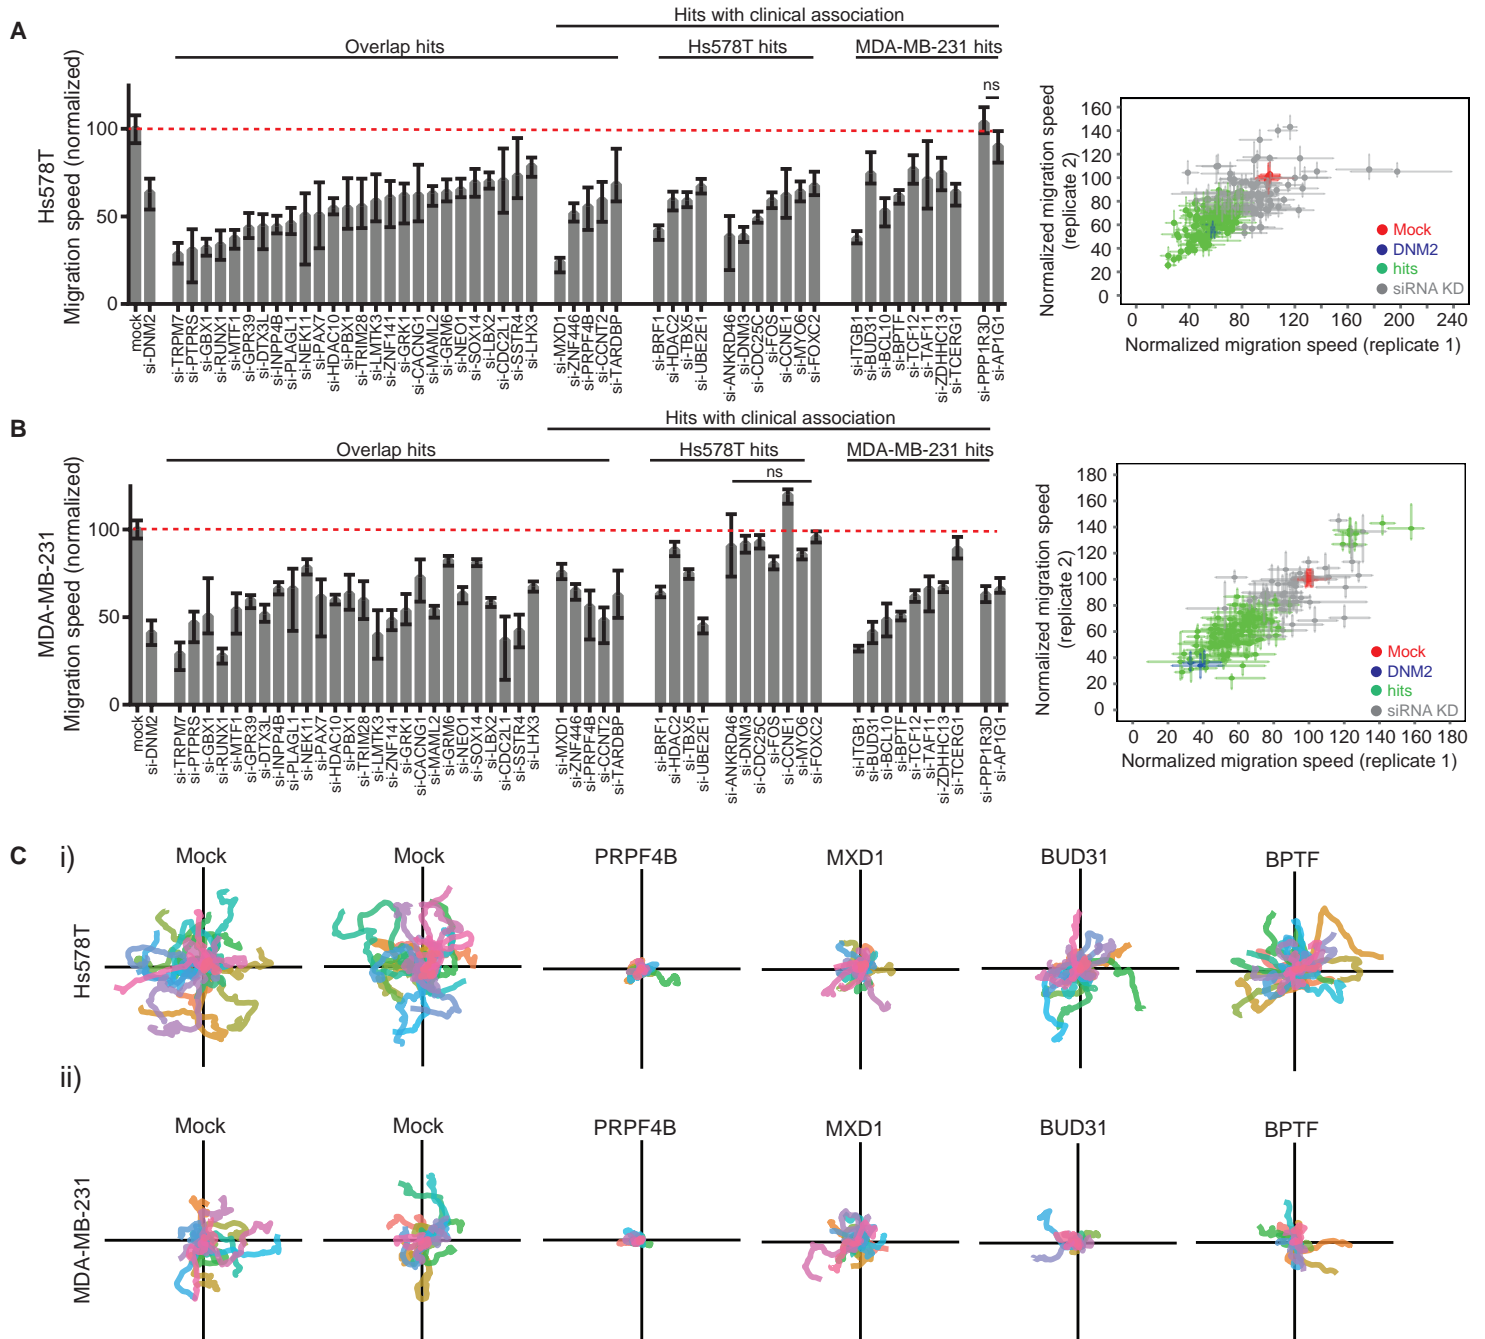 A
Hits with clinical association
Overlap hits
Hs578T hits
MDA-MB-231 hits
Hs578T
Migration speed (normalized)
100
50
0
ns
mock
si-DNM2
si-TRPM7
si-PTPRS
si-GBX1
si-RUNX1
si-MTF1
si-GPR39
si-DTX3L
si-INPP4B
si-PLAGL1
si-NEK11
si-PAX7
si-HDAC10
si-PBX1
si-TRIM28
si-LMTK3
si-ZNF141
si-GRK1
si-CACNG1
si-MAML2
si-GRM6
si-NEO1
si-SOX14
si-LBX2
si-CDC2L1
si-SSTR4
si-LHX3
si-MXD1
si-ZNF446
si-PRPF4B
si-CCNT2
si-TARDBP
si-BRF1
si-HDAC2
si-TBX5
si-UBE2E1
si-ANKRD46
si-DNM3
si-CDC25C
si-FOS
si-CCNE1
si-MYO6
si-FOXC2
si-ITGB1
si-BUD31
si-BCL10
si-BPTF
si-TCF12
si-TAF11
si-ZDHHC13
si-TCERG1
si-PPP1R3D
si-AP1G1
Normalized migration speed
(replicate 2)
160
140
120
100
80
60
40
20
0
Mock
DNM2
hits
siRNA KD
0 40 80 120 160 200 240
Normalized migration speed (replicate 1)
B
Hits with clinical association
Overlap hits
Hs578T hits
MDA-MB-231 hits
ns
MDA-MB-231
Migration speed (normalized)
100
50
0
mock
si-DNM2
si-TRPM7
si-PTPRS
si-GBX1
si-RUNX1
si-MTF1
si-GPR39
si-DTX3L
si-INPP4B
si-PLAGL1
si-NEK11
si-PAX7
si-HDAC10
si-PBX1
si-TRIM28
si-LMTK3
si-ZNF141
si-GRK1
si-CACNG1
si-MAML2
si-GRM6
si-NEO1
si-SOX14
si-LBX2
si-CDC2L1
si-SSTR4
si-LHX3
si-MXD1
si-ZNF446
si-PRPF4B
si-CCNT2
si-TARDBP
si-BRF1
si-HDAC2
si-TBX5
si-UBE2E1
si-ANKRD46
si-DNM3
si-CDC25C
si-FOS
si-CCNE1
si-MYO6
si-FOXC2
si-ITGB1
si-BUD31
si-BCL10
si-BPTF
si-TCF12
si-TAF11
si-ZDHHC13
si-TCERG1
si-PPP1R3D
si-AP1G1
Normalized migration speed
(replicate 2)
180
160
140
120
100
80
60
40
20
0
Mock
DNM2
hits
siRNA KD
0 20 40 60 80 100 120 140 160 180
Normalized migration speed (replicate 1)
C
i)
Mock
Mock
PRPF4B
MXD1
BUD31
BPTF
Hs578T
ii)
Mock
Mock
PRPF4B
MXD1
BUD31
BPTF
MDA-MB-231